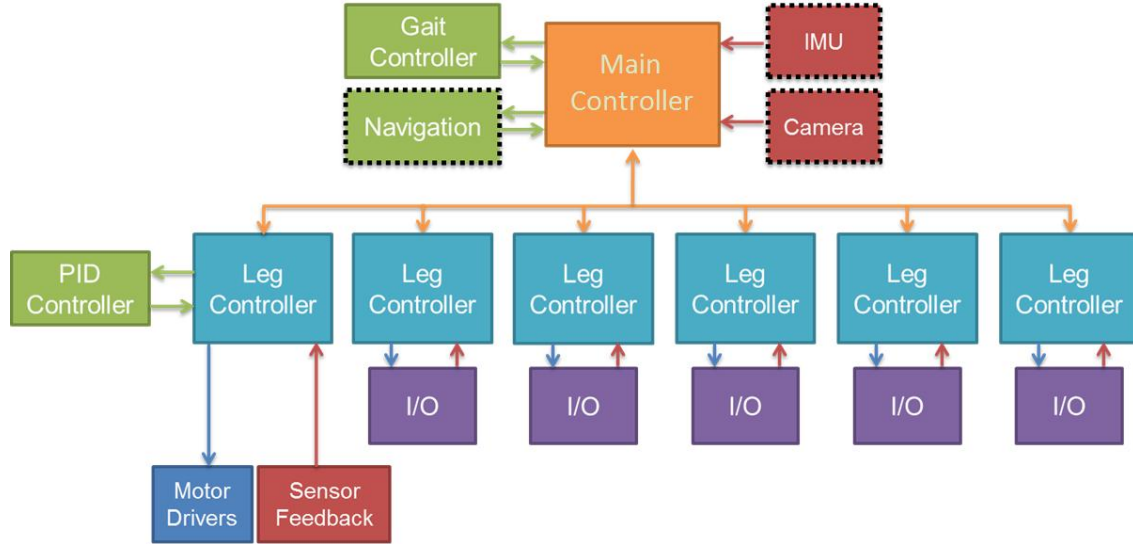 Gait
Controller
Main
Controller
IMU
Navigation
Camera
PID
Controller
Leg
Controller
Leg
Controller
Leg
Controller
Leg
Controller
Leg
Controller
Leg
Controller
I/O
I/O
I/O
I/O
I/O
Motor
Drivers
Sensor
Feedback